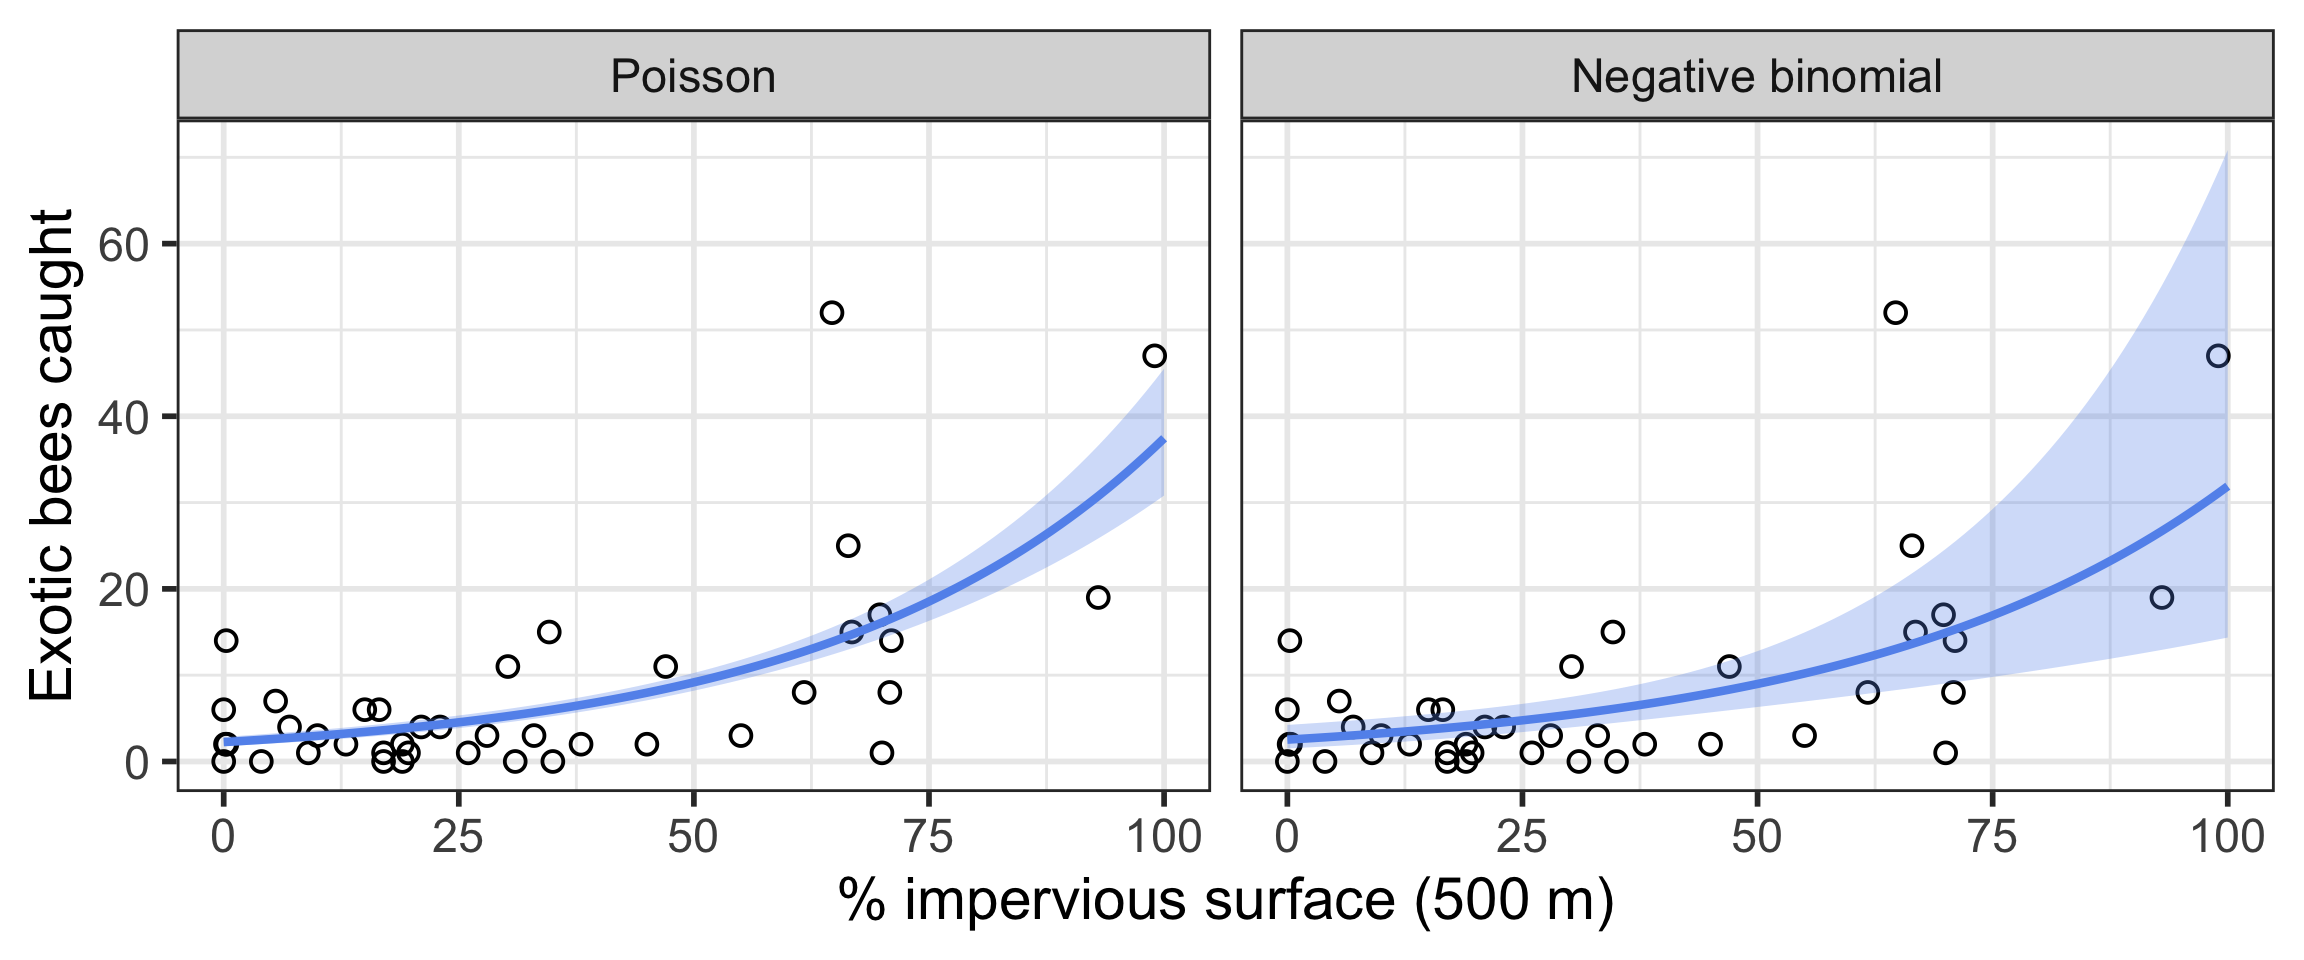 Poisson
Negative binomial
Exotic bees caught
60
40
20
0
0 25 50 75 100
0 25 50 75 100
% impervious surface (500 m)